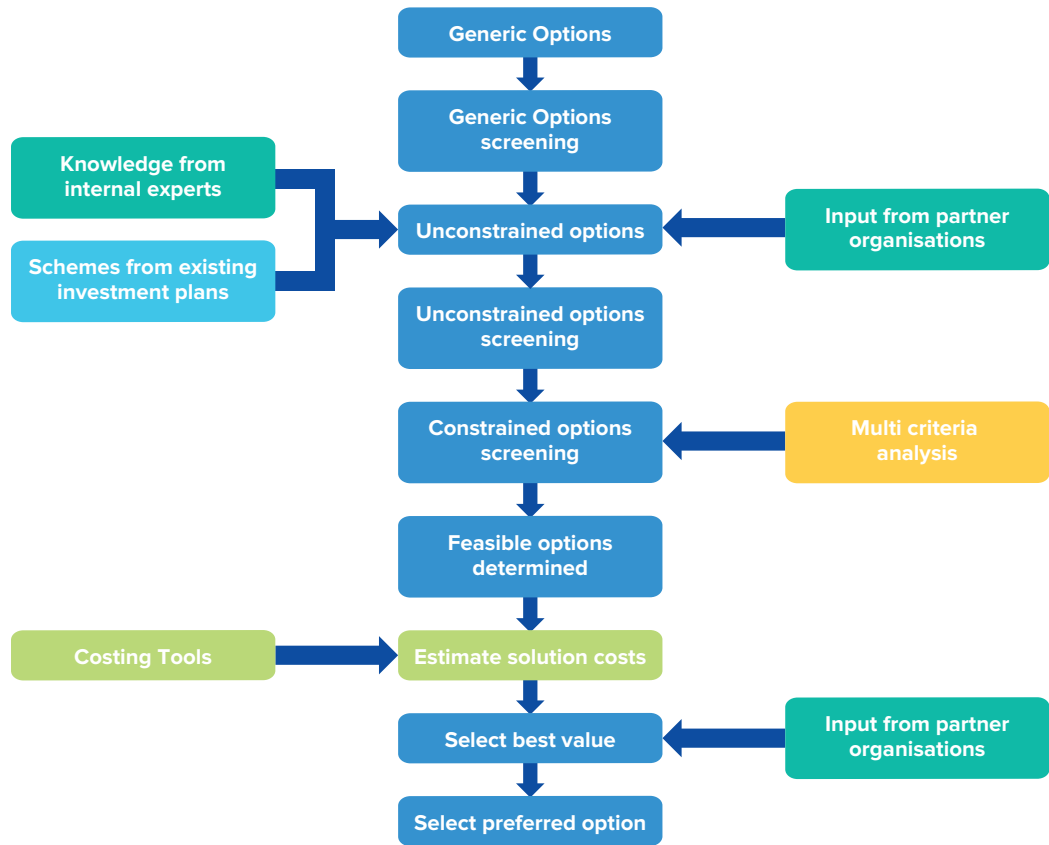 Generic Options
Generic Options
screening
Knowledge from
internal experts
Unconstrained options
Input from partner
organisations
Schemes from existing
investment plans
Unconstrained options
screening
Constrained options
screening
Multi criteria
analysis
Feasible options
determined
Costing Tools
Estimate solution costs
Select best value
Input from partner
organisations
Select preferred option